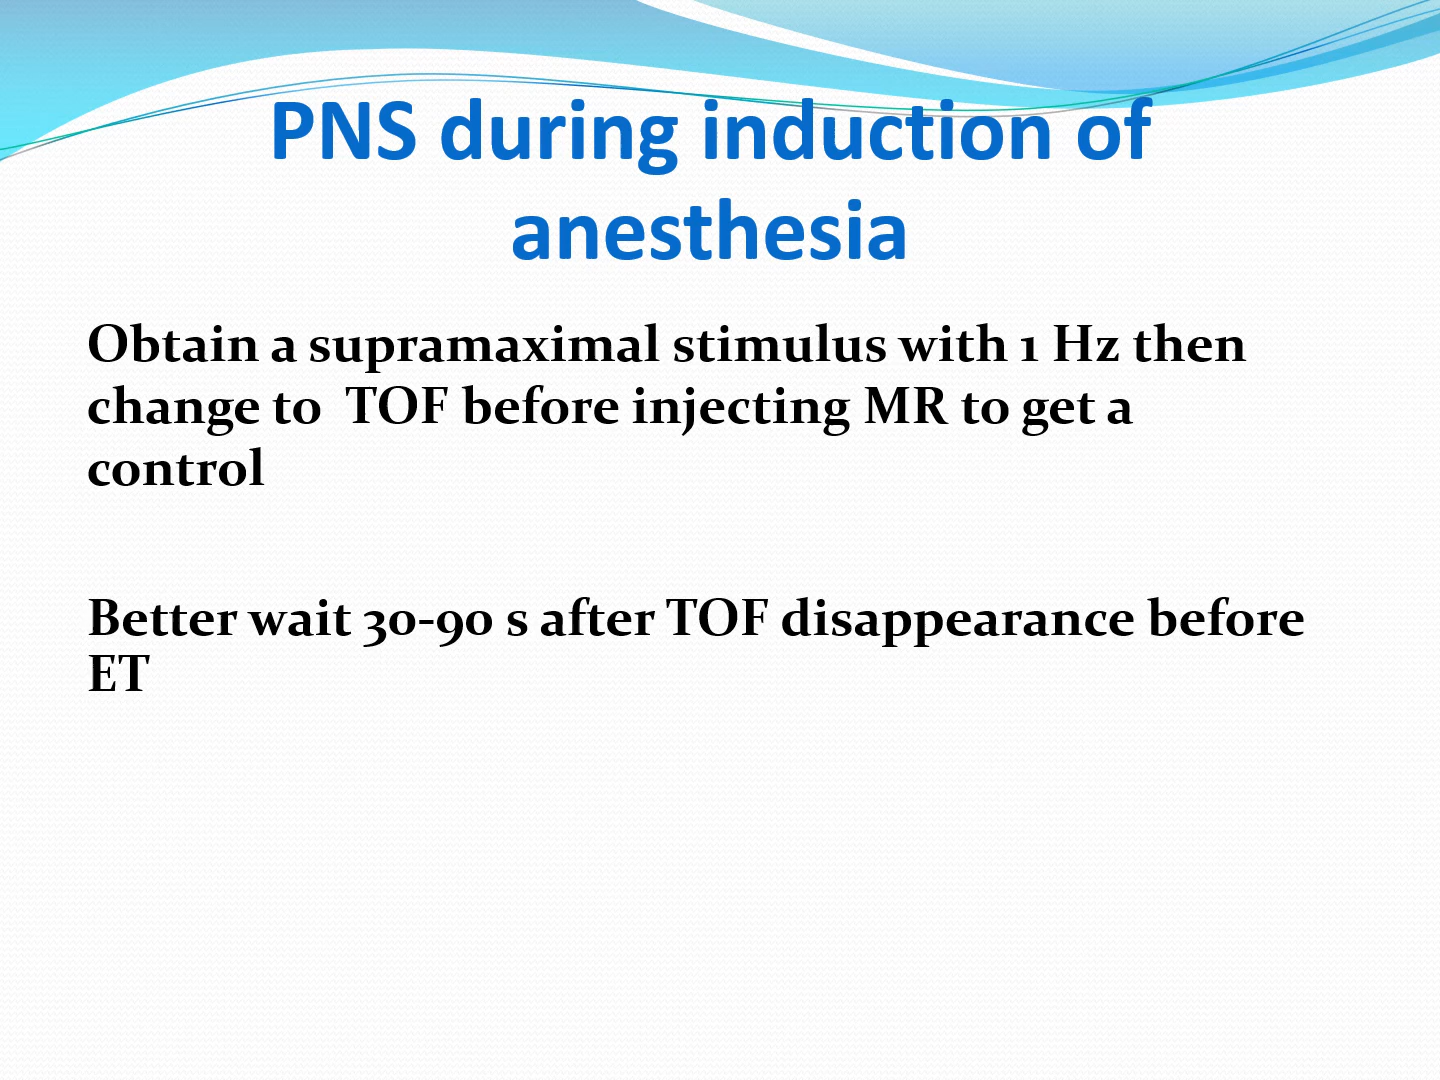 PNS during induction of
anesthesia
Obtain a supramaximal stimulus with 1 Hz then
change to  TOF before injecting MR to get a
control
Better wait 30-90 s after TOF disappearance before
ET